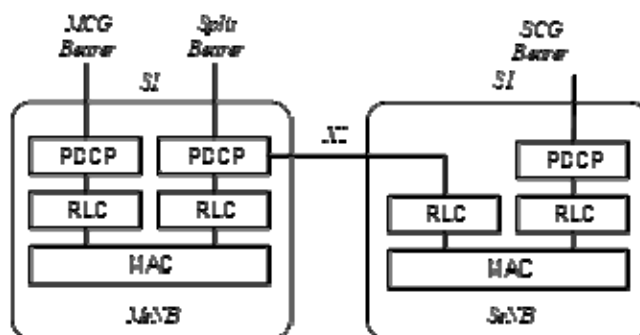 MCG
Bearer
Split
Bearer
SCG
Bearer
S1
S1
X2
PDCP
PDCP
PDCP
RLC
RLC
RLC
RLC
MAC
MAC
MeNB
SeNB